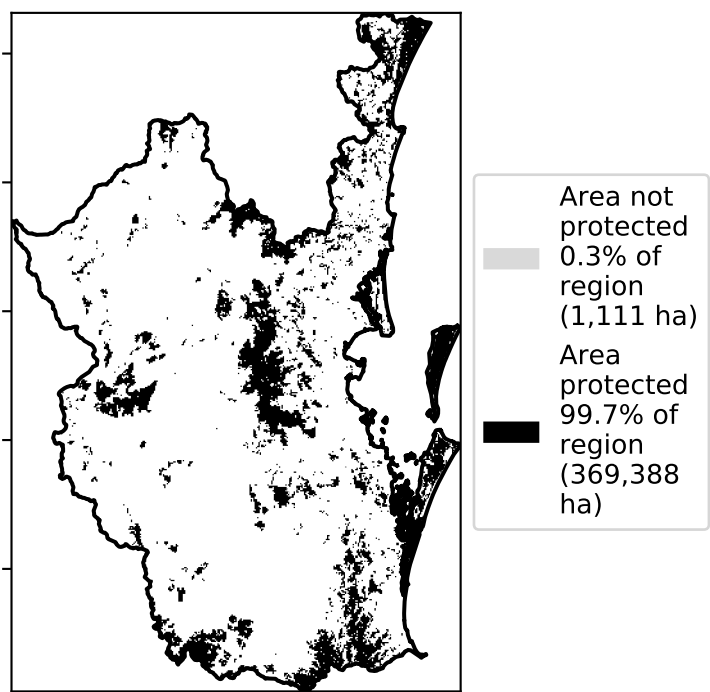 Area not
protected
0.3% of
region
(1,111 ha)
Area
protected
99.7% of
region
(369,388
ha)